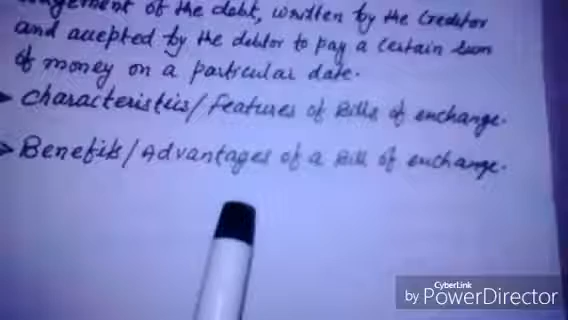 of the debt, written by the Creditor
and accepted by the debtor to pay a certain sum
of money on a particular date.
Characteristics/Features of Bills of exchange.
Benefits/Advantages of a Bill of exchange.
CyberLink
by PowerDirector